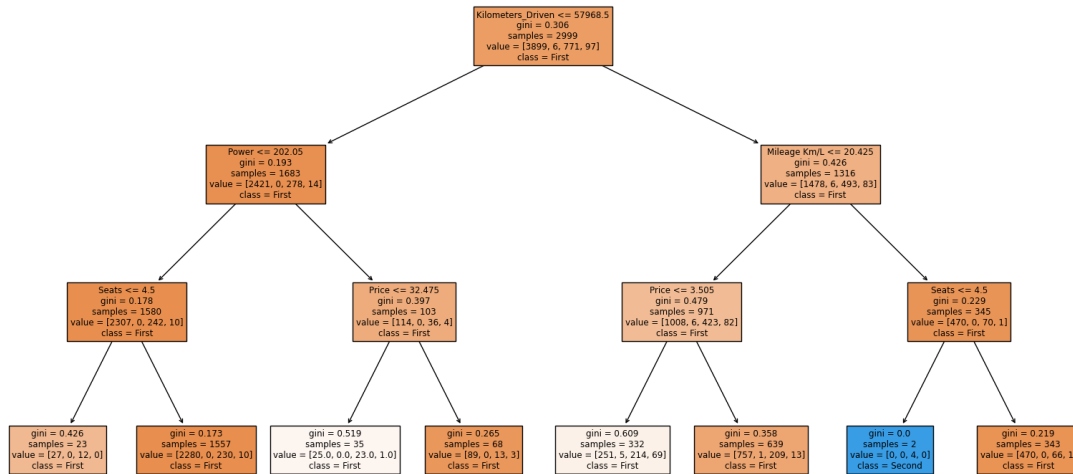 Kilometers_Driven <= 57968.5
gini = 0.306
samples = 2999
value = [3899, 6, 771, 97]
class = First
Power <= 202.05
gini = 0.193
samples = 1683
value = [2421, 0, 278, 14]
class = First
Mileage Km/L <= 20.425
gini = 0.426
samples = 1316
value = [1478, 6, 493, 83]
class = First
Seats <= 4.5
gini = 0.178
samples = 1580
value = [2307, 0, 242, 10]
class = First
Price <= 32.475
gini = 0.397
samples = 103
value = [114, 0, 36, 4]
class = First
Price <= 3.505
gini = 0.479
samples = 971
value = [1008, 6, 423, 82]
class = First
Seats <= 4.5
gini = 0.229
samples = 345
value = [470, 0, 70, 1]
class = First
gini = 0.426
samples = 23
value = [27, 0, 12, 0]
class = First
gini = 0.173
samples = 1557
value = [2280, 0, 230, 10]
class = First
gini = 0.519
samples = 35
value = [25.0, 0.0, 23.0, 1.0]
class = First
gini = 0.265
samples = 68
value = [89, 0, 13, 3]
class = First
gini = 0.609
samples = 332
value = [251, 5, 214, 69]
class = First
gini = 0.358
samples = 639
value = [757, 1, 209, 13]
class = First
gini = 0.0
samples = 2
value = [0, 0, 4, 0]
class = Second
gini = 0.219
samples = 343
value = [470, 0, 66, 1]
class = First